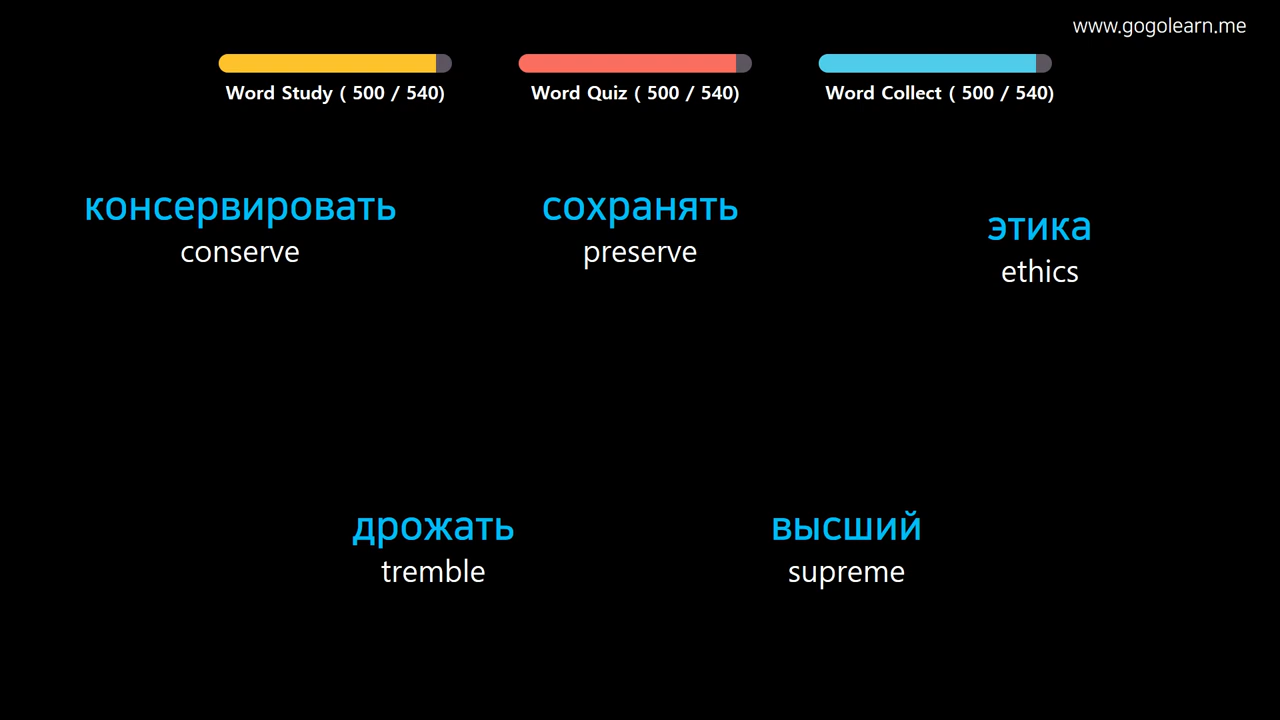 www.gogolearn.me
Word Study ( 500 / 540)
Word Quiz ( 500 / 540)
Word Collect ( 500 / 540)
консервировать
conserve
сохранять
preserve
этика
ethics
дрожать
tremble
высший
supreme